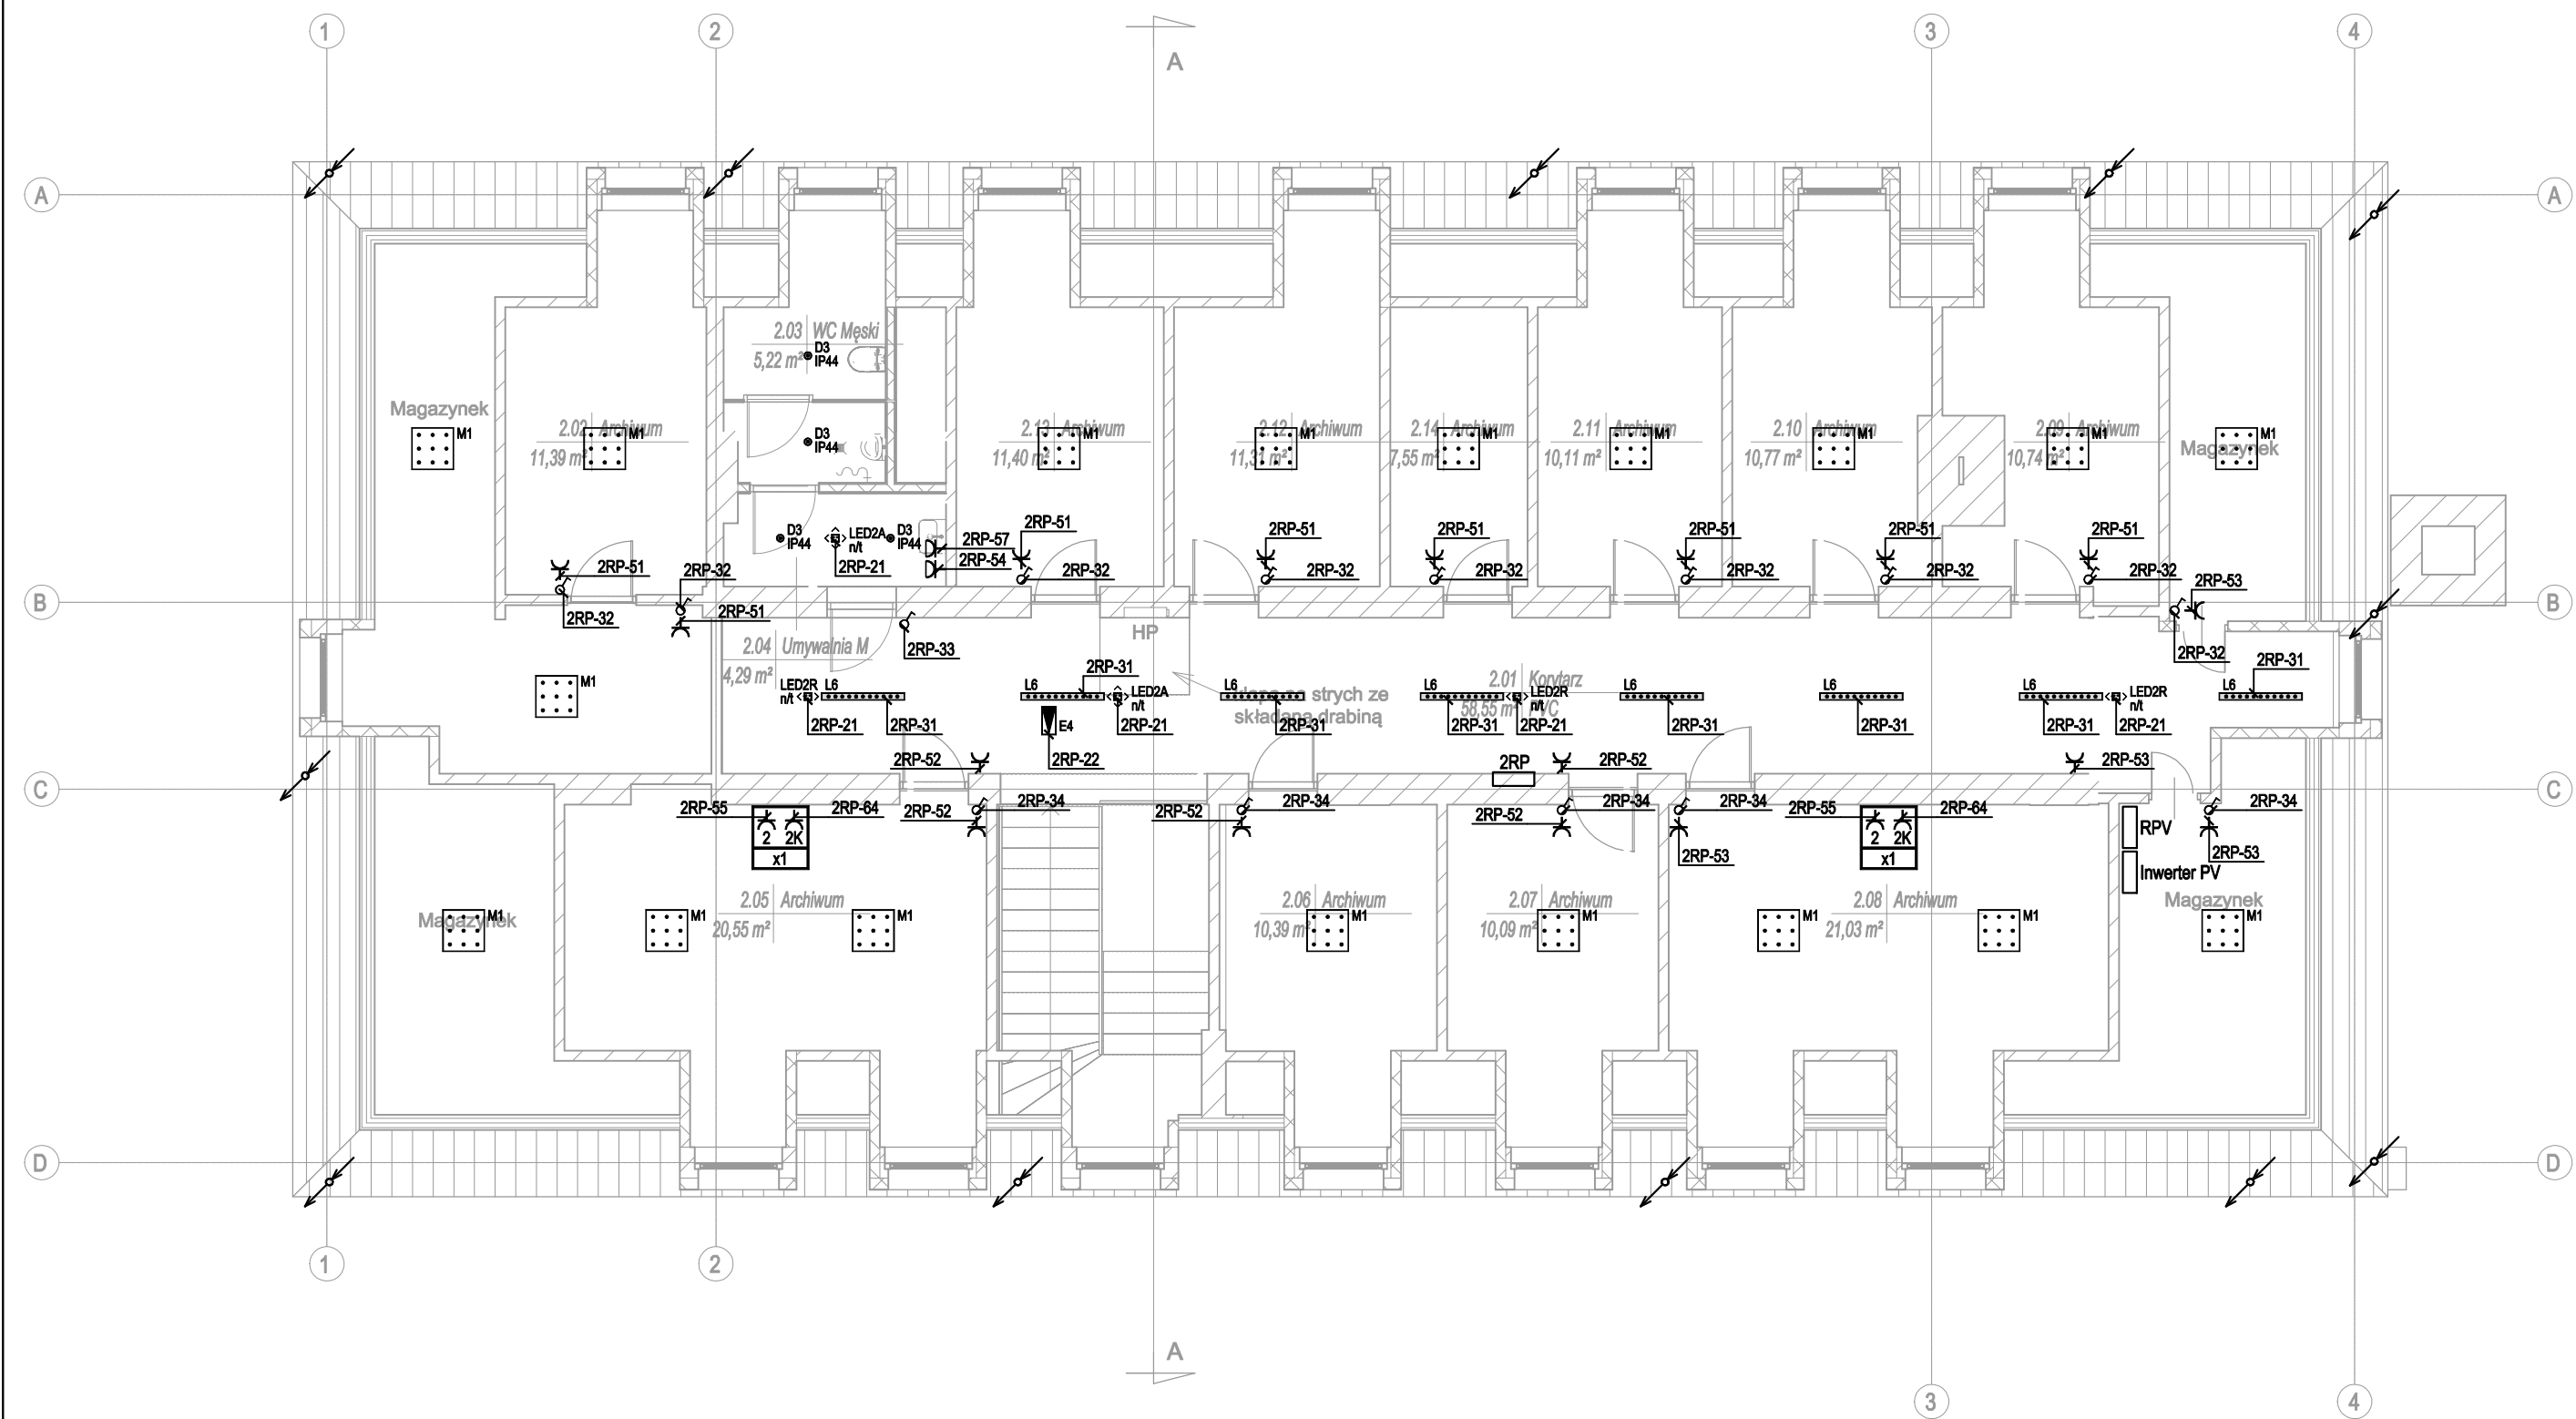 1
2
A
3
4
A
A
2.03 WC Męski
5,22 m²
D3
IP44
Magazynek
M1
2.02 Archiwum
11,39 m²
M1
D3
IP44
2.13 Archiwum
11,40 m²
M1
2.12 Archiwum
11,31 m²
M1
2.14 Archiwum
7,55 m²
M1
2.11 Archiwum
10,11 m²
M1
2.10 Archiwum
10,77 m²
M1
2.09 Archiwum
10,74 m²
M1
Magazynek
M1
D3
IP44
LED2A
n/t
D3
IP44
2RP-57
2RP-54
2RP-21
2RP-51
2RP-51
2RP-51
2RP-51
2RP-51
2RP-51
2RP-51
2RP-32
2RP-32
2RP-32
2RP-32
2RP-32
2RP-32
2RP-32
2RP-53
B
2RP-32
2RP-51
B
2RP-33
HP
2.04 Umywalnia M
4,29 m²
2RP-32
2RP-31
M1
LED2R
n/t
L6
L6
2RP-31
LED2A
n/t
L6
strych ze
składaną drabiną
L6
LED2R
n/t
2.01 Korytarz
58,55 m² PVC
L6
L6
L6
LED2R
n/t
L6
2RP-21
2RP-31
E4
2RP-21
2RP-31
2RP-31
2RP-21
2RP-31
2RP-31
2RP-31
2RP-21
2RP-52
2RP-22
2RP
2RP-52
2RP-53
C
C
2RP-55
2RP-64
2RP-52
2RP-34
2RP-52
2RP-34
2RP-52
2RP-34
2RP-34
2RP-55
2RP-64
2RP-34
2 2K
x1
2 2K
x1
RPV
2RP-53
2RP-53
Inwerter PV
Magazynek
M1
M1
2.05 Archiwum
20,55 m²
M1
2.06 Archiwum
10,39 m²
M1
2.07 Archiwum
10,09 m²
M1
M1
2.08 Archiwum
21,03 m²
M1
Magazynek
M1
D
D
1
2
A
3
4